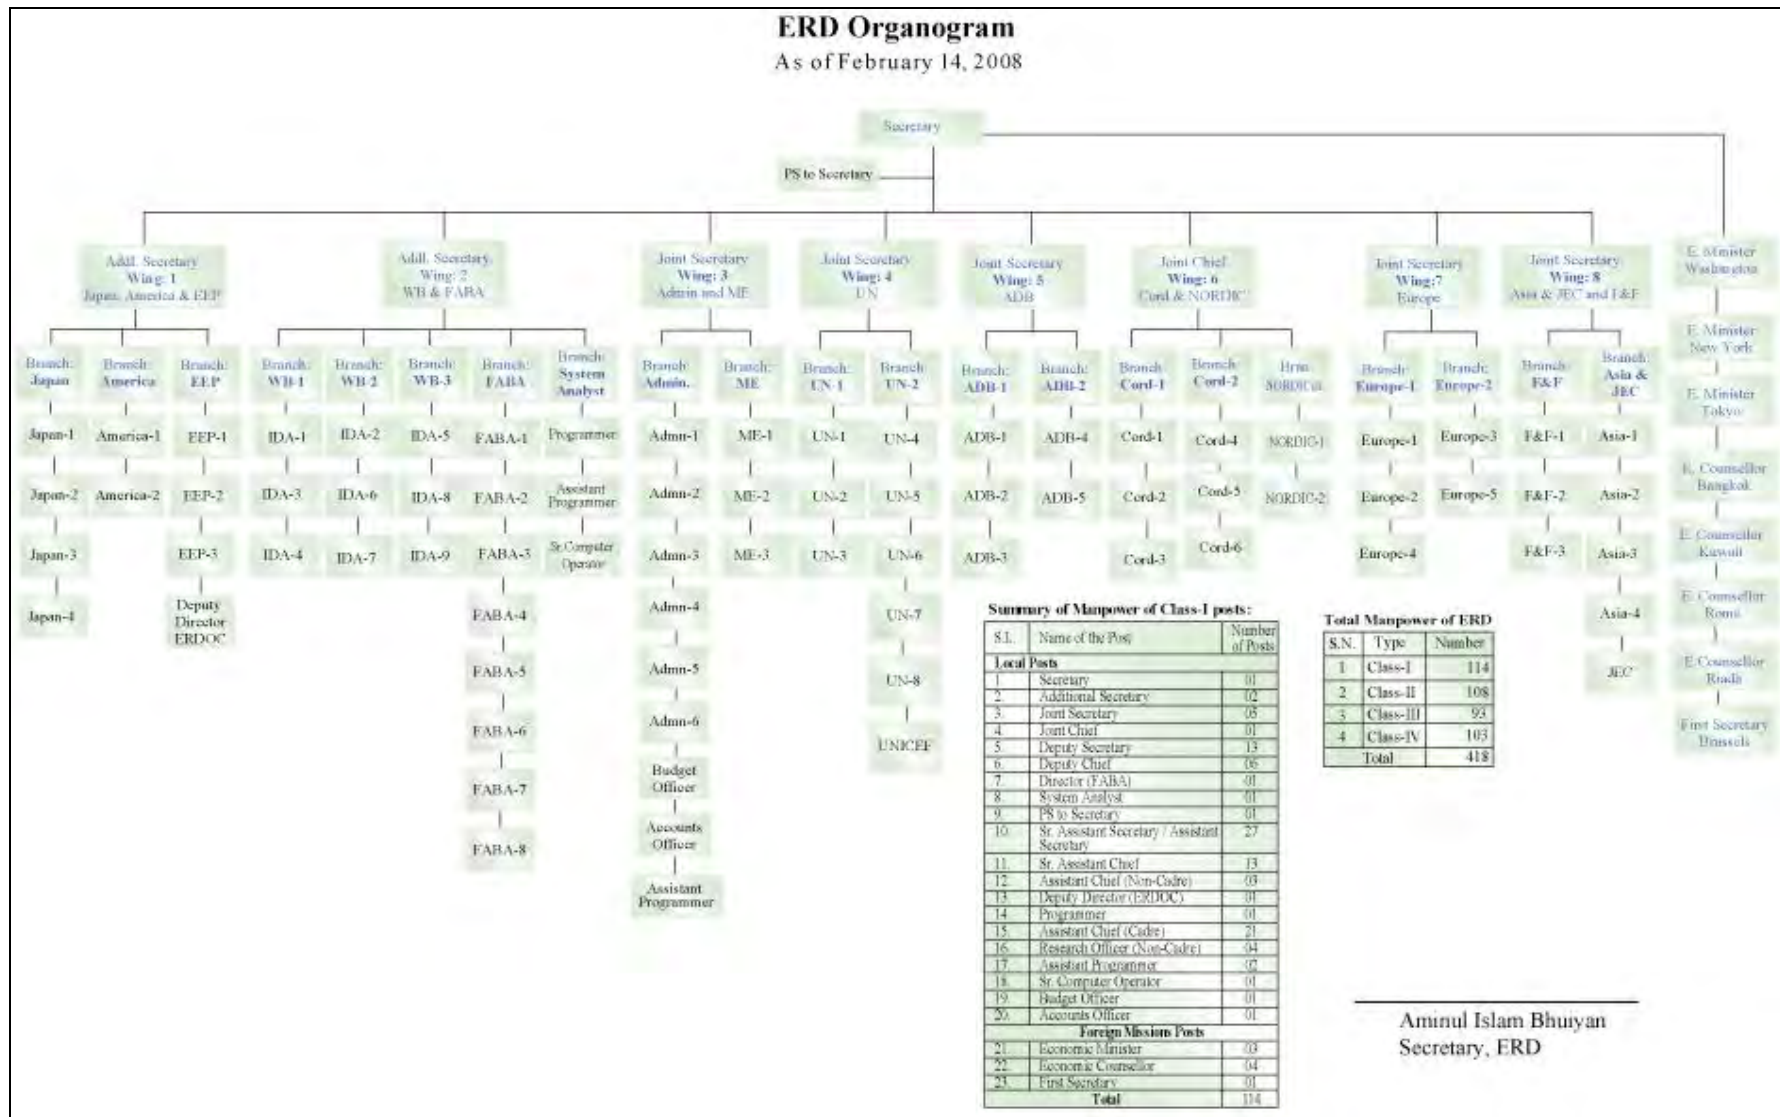 ERD Organogram
As of February 14, 2008
Secretary
PS to Secretary
Addl. Secretary
Wing: 1
Japan, America & EEP
Addl. Secretary
Wing: 2
WB & FABA
Joint Secretary
Wing: 3
Admin and ME
Joint Secretary
Wing: 4
UN
Joint Secretary
Wing: 5
ADB
Joint Chief
Wing: 6
Cord & NORDIC
Joint Secretary
Wing:7
Europe
Joint Secretary
Wing: 8
Asia & JEC and F&F
E. Minister
Washington
E. Minister
New York
E. Minister
Tokyo
E. Counsellor
Bangkok
E. Counsellor
Kuwait
E. Counsellor
Rome
E. Counsellor
Riadh
First Secretary
Brussels
Branch:
Japan
Japan-1
Japan-2
Japan-3
Japan-4
Branch:
America
America-1
America-2
Branch:
EEP
EEP-1
EEP-2
EEP-3
Deputy
Director
ERDOC
Branch:
WB-1
IDA-1
IDA-3
IDA-4
Branch:
WB-2
IDA-2
IDA-6
IDA-7
Branch:
WB-3
IDA-5
IDA-8
IDA-9
Branch:
FABA
FABA-1
FABA-2
FABA-3
FABA-4
FABA-5
FABA-6
FABA-7
FABA-8
Branch:
System
Analyst
Programmer
Assistant
Programmer
Sr.Computer
Operator
Branch:
Admin.
Admn-1
Admn-2
Admn-3
Admn-4
Admn-5
Admn-6
Budget
Officer
Accounts
Officer
Assistant
Programmer
Branch:
ME
ME-1
ME-2
ME-3
Branch:
UN-1
UN-1
UN-2
UN-3
Branch:
UN-2
UN-4
UN-5
UN-6
UN-7
UN-8
UNICEF
Branch:
ADB-1
ADB-1
ADB-2
ADB-3
Branch:
ADB-2
ADB-4
ADB-5
Branch:
Cord-1
Cord-1
Cord-2
Cord-3
Branch:
Cord-2
Cord-4
Cord-5
Cord-6
NORDIC-1
NORDIC-2
Branch:
Europe-1
Europe-1
Europe-2
Europe-4
Branch:
Europe-2
Europe-3
Europe-5
Branch:
F&F
F&F-1
F&F-2
F&F-3
Branch:
Asia &
JEC
Asia-1
Asia-2
Asia-3
Asia-4
JEC
Summary of Manpower of Class-I posts:
S.L. Name of the Post Number of Posts
Local Posts
1. Secretary 01
2. Additional Secretary 02
3. Joint Secretary 05
4. Joint Chief 01
5. Deputy Secretary 13
6. Deputy Chief 06
7. Director (FABA) 01
8. System Analyst 01
9. PS to Secretary 01
10. Sr. Assistant Secretary / Assistant Secretary 27
11. Sr. Assistant Chief 13
12. Assistant Chief (Non-Cadre) 03
13. Deputy Director (ERDOC) 01
14. Programmer 01
15. Assistant Chief (Cadre) 21
16. Research Officer (Non-Cadre) 04
17. Assistant Programmer 02
18. Sr. Computer Operator 01
19. Budget Officer 01
20. Accounts Officer 01
Foreign Missions Posts
21. Economic Minister 03
22. Economic Counsellor 04
23. First Secretary 01
Total 114
Total Manpower of ERD
S.N. Type Number
1 Class-I 114
2 Class-II 108
3 Class-III 93
4 Class-IV 103
Total 418
Aminul Islam Bhuiyan
Secretary, ERD